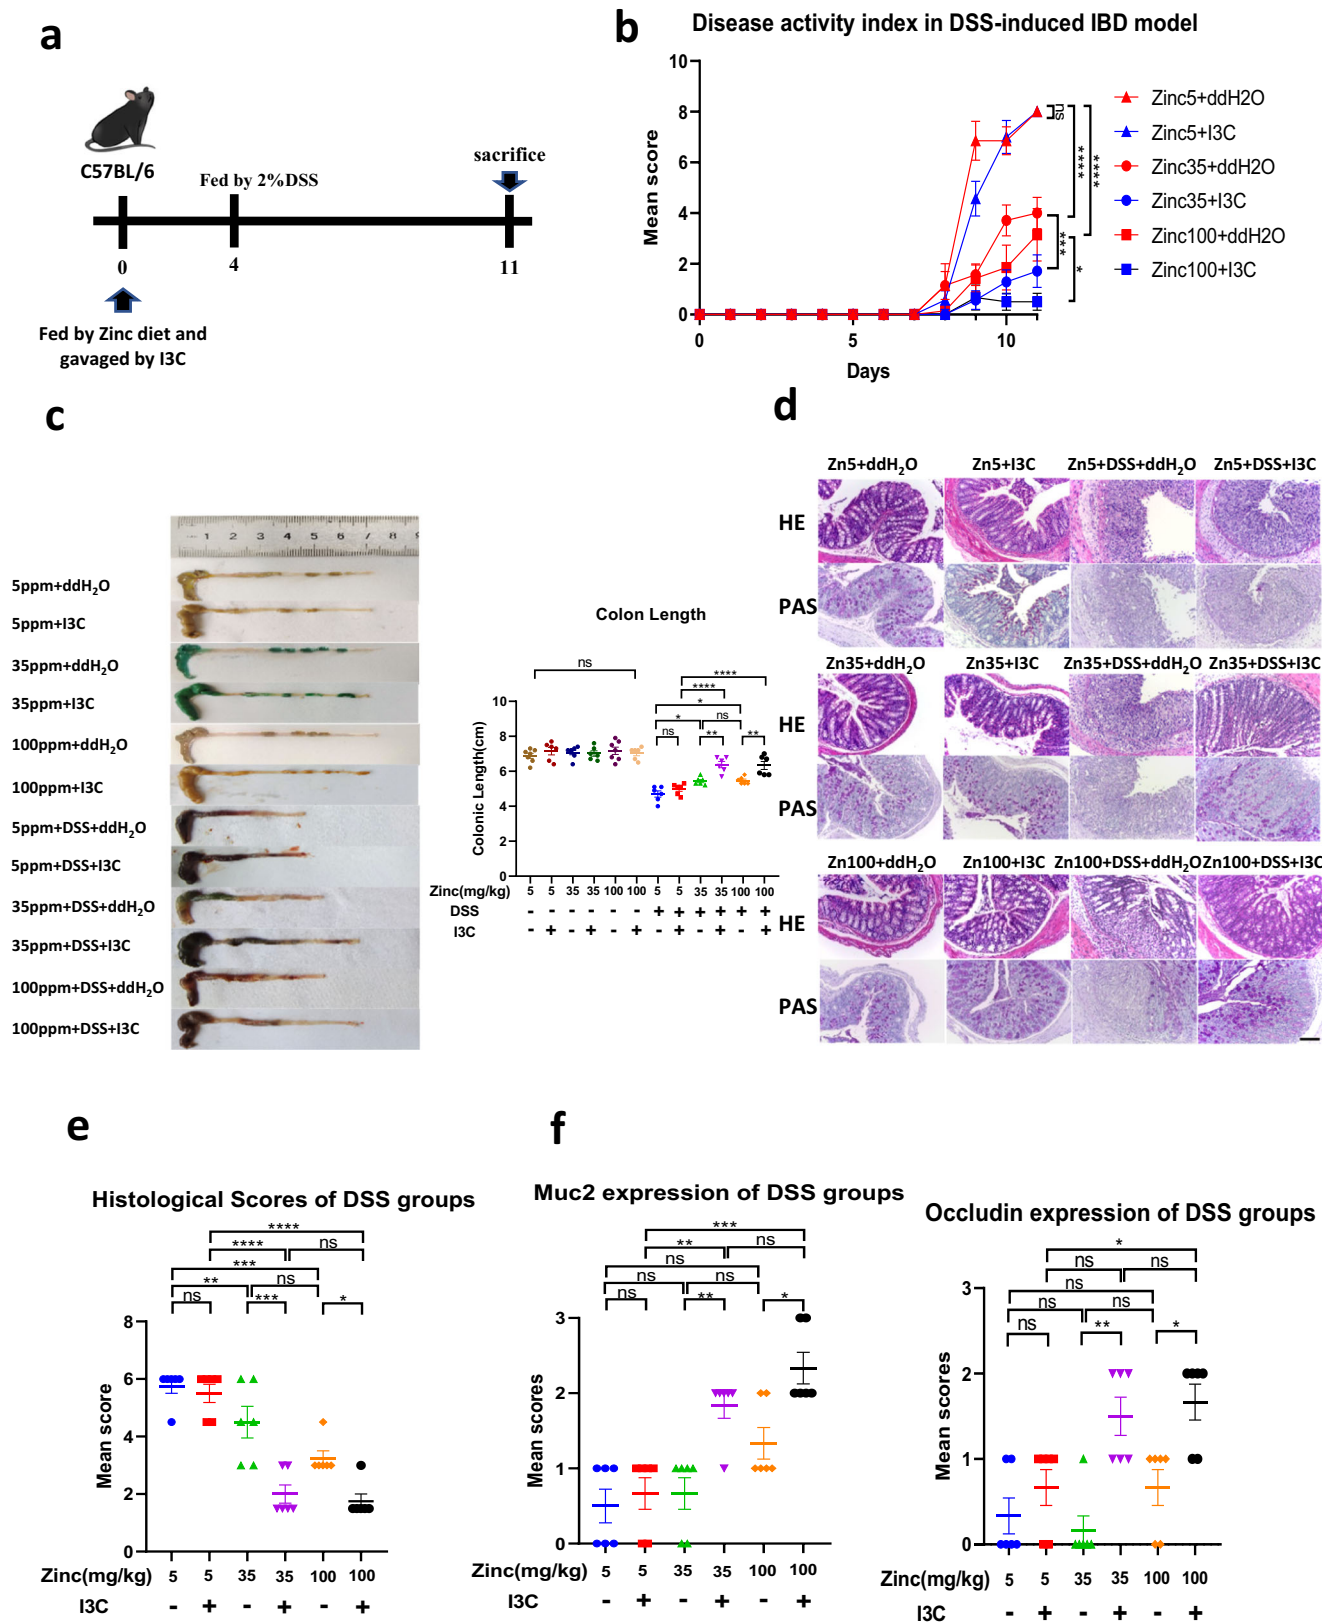 a
C57BL/6
Fed by 2%DSS
sacrifice
0
4
11
Fed by Zinc diet and
gavaged by I3C
b
Disease activity index in DSS-induced IBD model
Mean score
10
8
6
4
2
0
0
5
10
Days
ns
****
****
***
*
Zinc5+ddH2O
Zinc5+I3C
Zinc35+ddH2O
Zinc35+I3C
Zinc100+ddH2O
Zinc100+I3C
c
1 2 3 4 5 6 7 8 9
5ppm+ddH₂O
5ppm+I3C
35ppm+ddH₂O
35ppm+I3C
100ppm+ddH₂O
100ppm+I3C
5ppm+DSS+ddH₂O
5ppm+DSS+I3C
35ppm+DSS+ddH₂O
35ppm+DSS+I3C
100ppm+DSS+ddH₂O
100ppm+DSS+I3C
Colon Length
ns
****
****
*
* ns
ns ** **
Colonic Length(cm)
10
8
6
4
2
0
Zinc(mg/kg) 5 5 35 35 100 100 5 5 35 35 100 100
DSS - - - - - - + + + + + +
I3C - + - + - + - + - + - +
d
Zn5+ddH₂O Zn5+I3C Zn5+DSS+ddH₂O Zn5+DSS+I3C
HE
PAS
Zn35+ddH₂O Zn35+I3C Zn35+DSS+ddH₂O Zn35+DSS+I3C
HE
PAS
Zn100+ddH₂O Zn100+I3C Zn100+DSS+ddH₂O Zn100+DSS+I3C
HE
PAS
e
Histological Scores of DSS groups
****
**** ns
***
** ns
ns *** *
Mean score
8
6
4
2
0
Zinc(mg/kg) 5 5 35 35 100 100
I3C - + - + - +
f
Muc2 expression of DSS groups
***
** ns
ns
ns ns
ns ** *
Mean scores
3
2
1
0
Zinc(mg/kg) 5 5 35 35 100 100
I3C - + - + - +
Occludin expression of DSS groups
*
ns ns
ns
ns ns
ns ** *
Mean scores
3
2
1
0
Zinc(mg/kg) 5 5 35 35 100 100
I3C - + - + - +